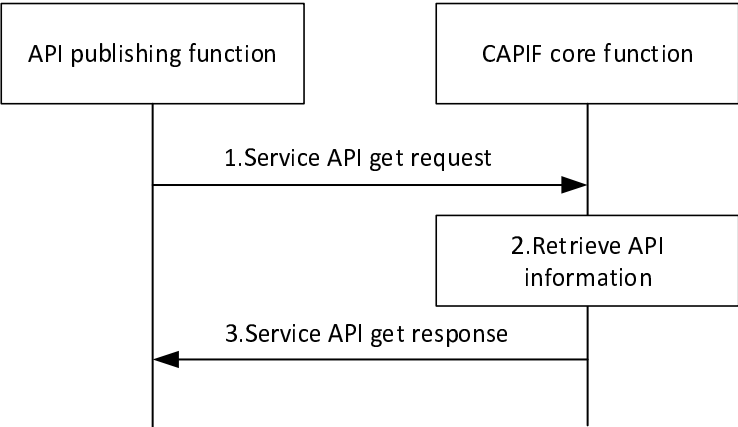 API publishing function
CAPIF core function
1.Service API get request
2.Retrieve API
information
3.Service API get response